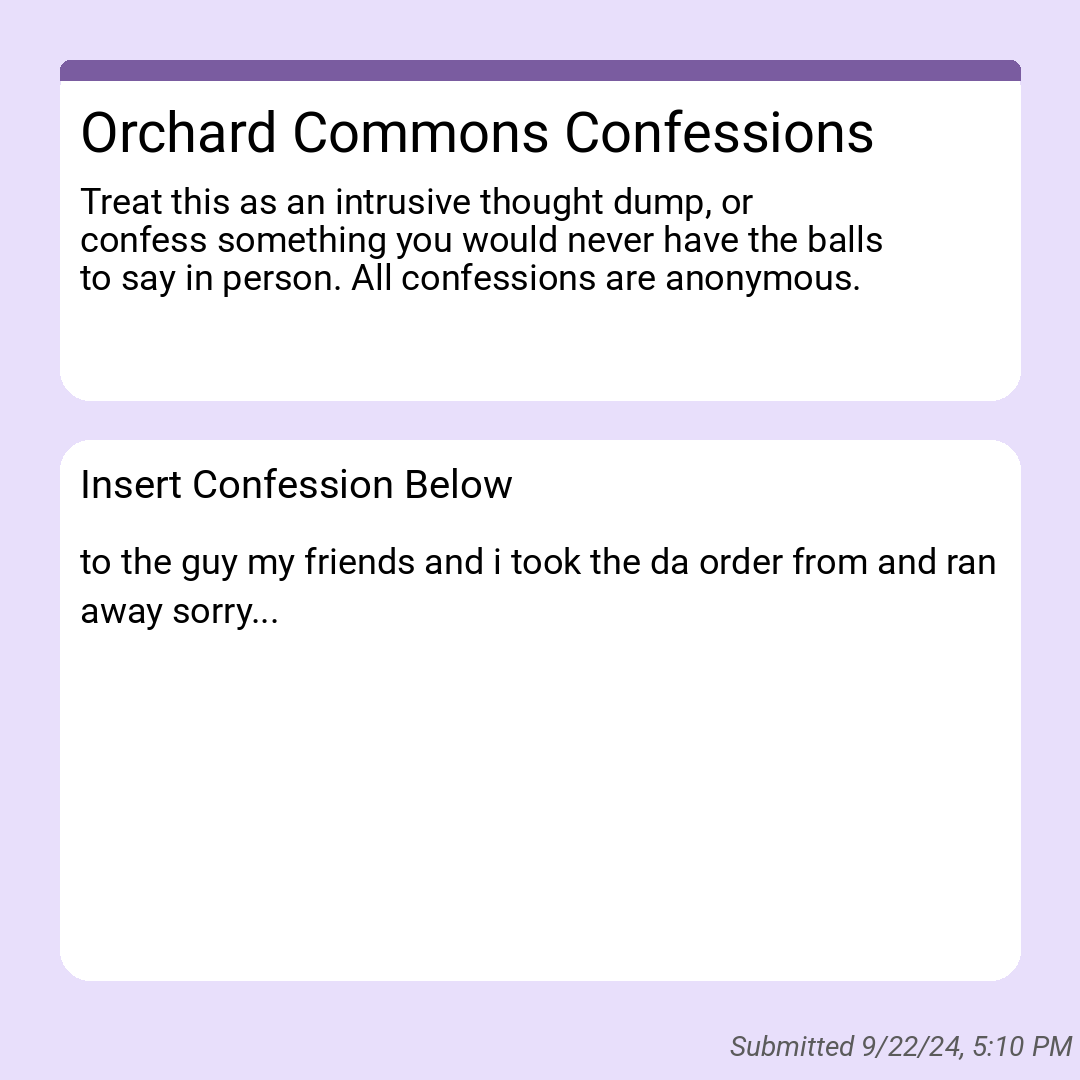 Orchard Commons Confessions
Treat this as an intrusive thought dump, or
confess something you would never have the balls
to say in person. All confessions are anonymous.
Insert Confession Below
to the guy my friends and i took the da order from and ran
away sorry...
Submitted 9/22/24, 5:10 PM